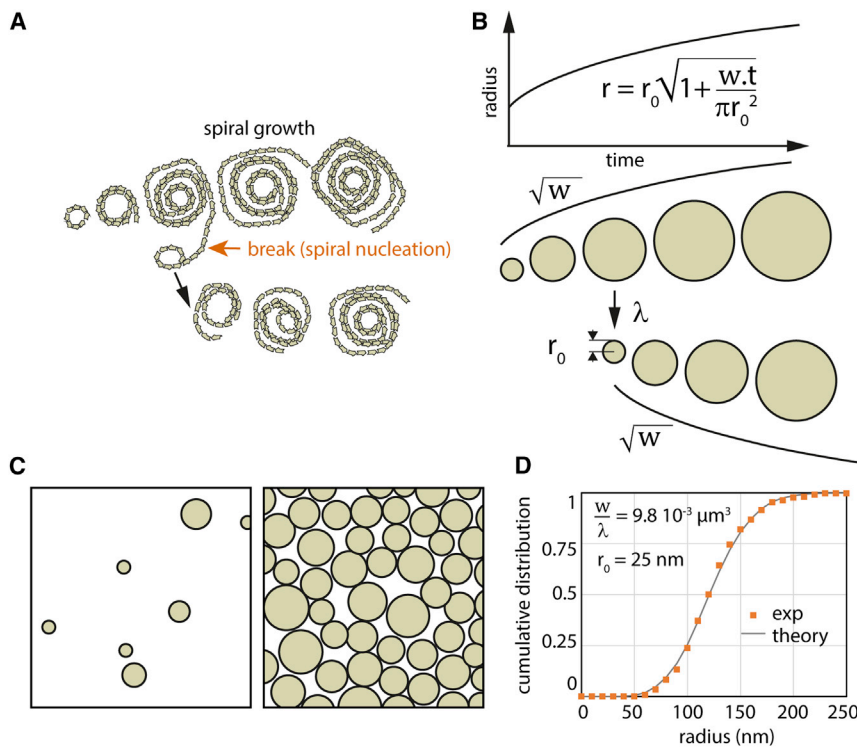 A
spiral growth
break (spiral nucleation)
B
radius
r = r₀√1 + w.t / πr₀²
time
√w
λ
r₀
√w
C
D
cumulative distribution
1
0.75
0.5
0.25
0
w/λ = 9.8 10⁻³ µm³
r₀ = 25 nm
exp
theory
0 50 100 150 200 250
radius (nm)